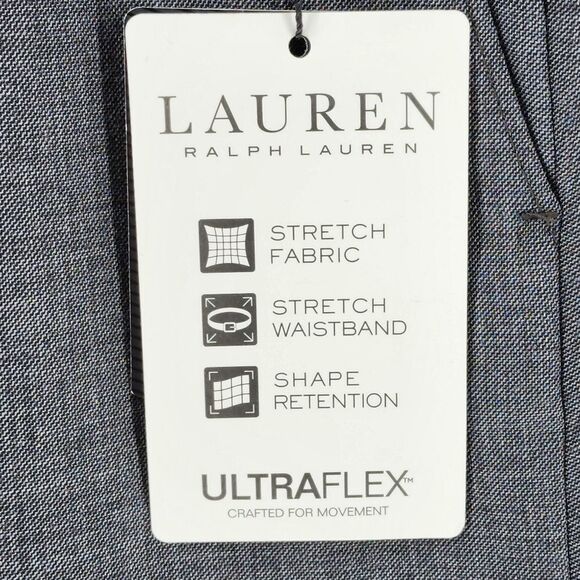 LAUREN
RALPH LAUREN
STRETCH
FABRIC
STRETCH
WAISTBAND
SHAPE
RETENTION
ULTRAFLEX™
CRAFTED FOR MOVEMENT